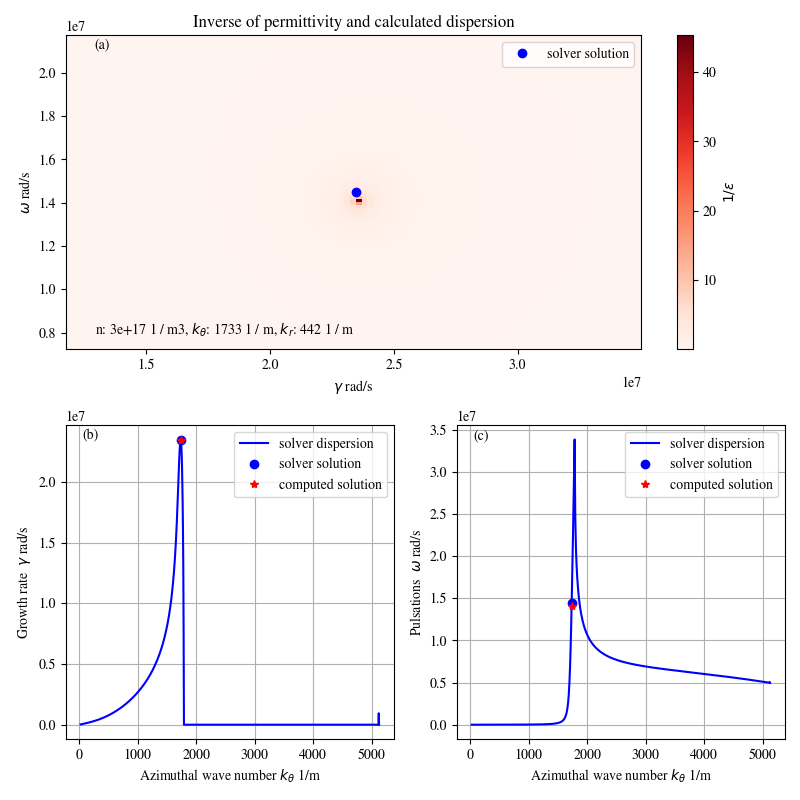 Inverse of permittivity and calculated dispersion
1e7
(a)
solver solution
2.0
1.8
1.6
1.4
1.2
1.0
0.8
ω rad/s
n: 3e+17 1 / m3, kθ: 1733 1 / m, kr: 442 1 / m
1.5 2.0 2.5 3.0
1e7
γ rad/s
40
30
20
10
1/ε
1e7
(b)
solver dispersion
solver solution
computed solution
2.0
1.5
1.0
0.5
0.0
Growth rate γ rad/s
0 1000 2000 3000 4000 5000
Azimuthal wave number kθ 1/m
1e7
(c)
solver dispersion
solver solution
computed solution
3.5
3.0
2.5
2.0
1.5
1.0
0.5
0.0
Pulsations ω rad/s
0 1000 2000 3000 4000 5000
Azimuthal wave number kθ 1/m